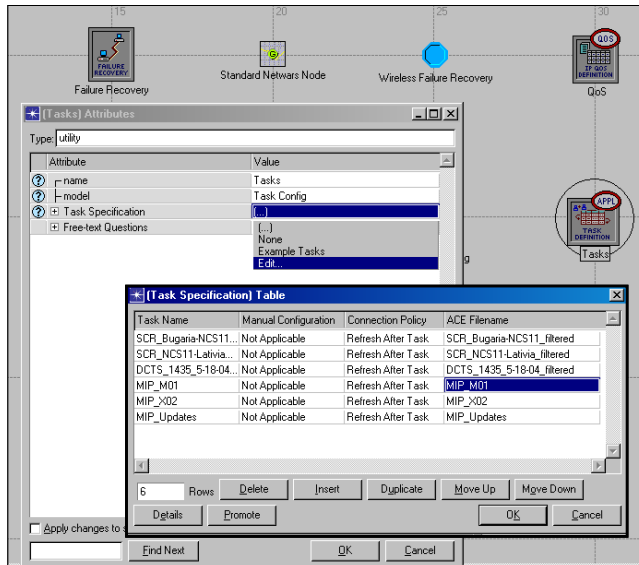 15 20 25 30
FAILURE
RECOVERY
Failure Recovery
G
Standard Netwars Node
Wireless Failure Recovery
QOS
IP QOS
DEFINITION
QoS
(Tasks) Attributes
Type: utility
Attribute Value
name Tasks
model Task Config
Task Specification (...)
Free-text Questions (...)
None
Example Tasks
Edit...
g
APPL
TASK
DEFINITION
Tasks
(Task Specification) Table
Task Name Manual Configuration Connection Policy ACE Filename
SCR_Bugaria-NCS11... Not Applicable Refresh After Task SCR_Bugaria-NCS11_filtered
SCR_NCS11-Lativia... Not Applicable Refresh After Task SCR_NCS11-Lativia_filtered
DCTS_1435_5-18-04... Not Applicable Refresh After Task DCTS_1435_5-18-04_filtered
MIP_M01 Not Applicable Refresh After Task MIP_M01
MIP_X02 Not Applicable Refresh After Task MIP_X02
MIP_Updates Not Applicable Refresh After Task MIP_Updates
6 Rows Delete Insert Duplicate Move Up Move Down
Details Promote OK Cancel
Apply changes to s
Find Next OK Cancel